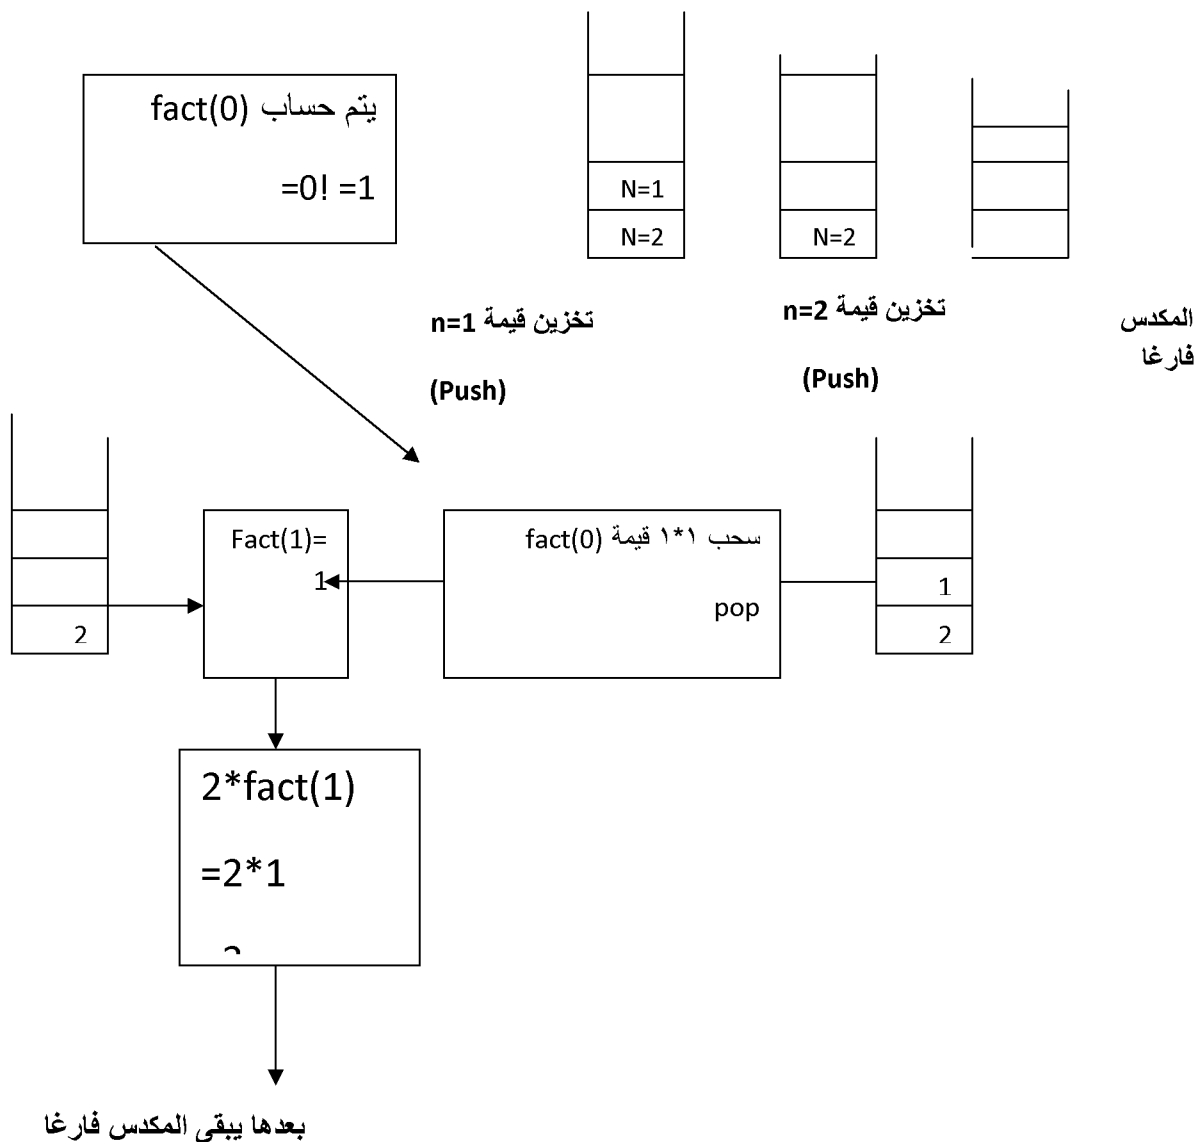 يتم حساب fact(0)
=0! =1
N=1
N=2
N=2
تخزين قيمة n=1
(Push)
تخزين قيمة n=2
(Push)
المكدس
فارغا
2
Fact(1)=
1
سحب ١*١ قيمة fact(0)
pop
1
2
2*fact(1)
=2*1
بعدها يبقى المكدس فارغا